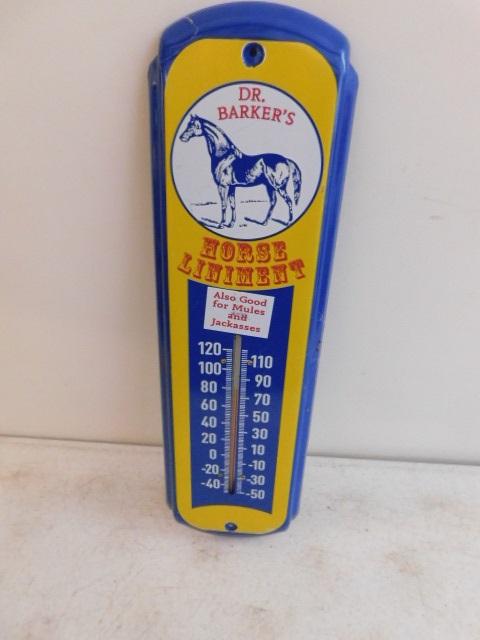 DR.
BARKER'S
HORSE
LINIMENT
Also Good
for Mules
and
Jackasses
120 110
100 90
80 70
60 50
40 30
20 10
0 -10
-20 -30
-40 -50